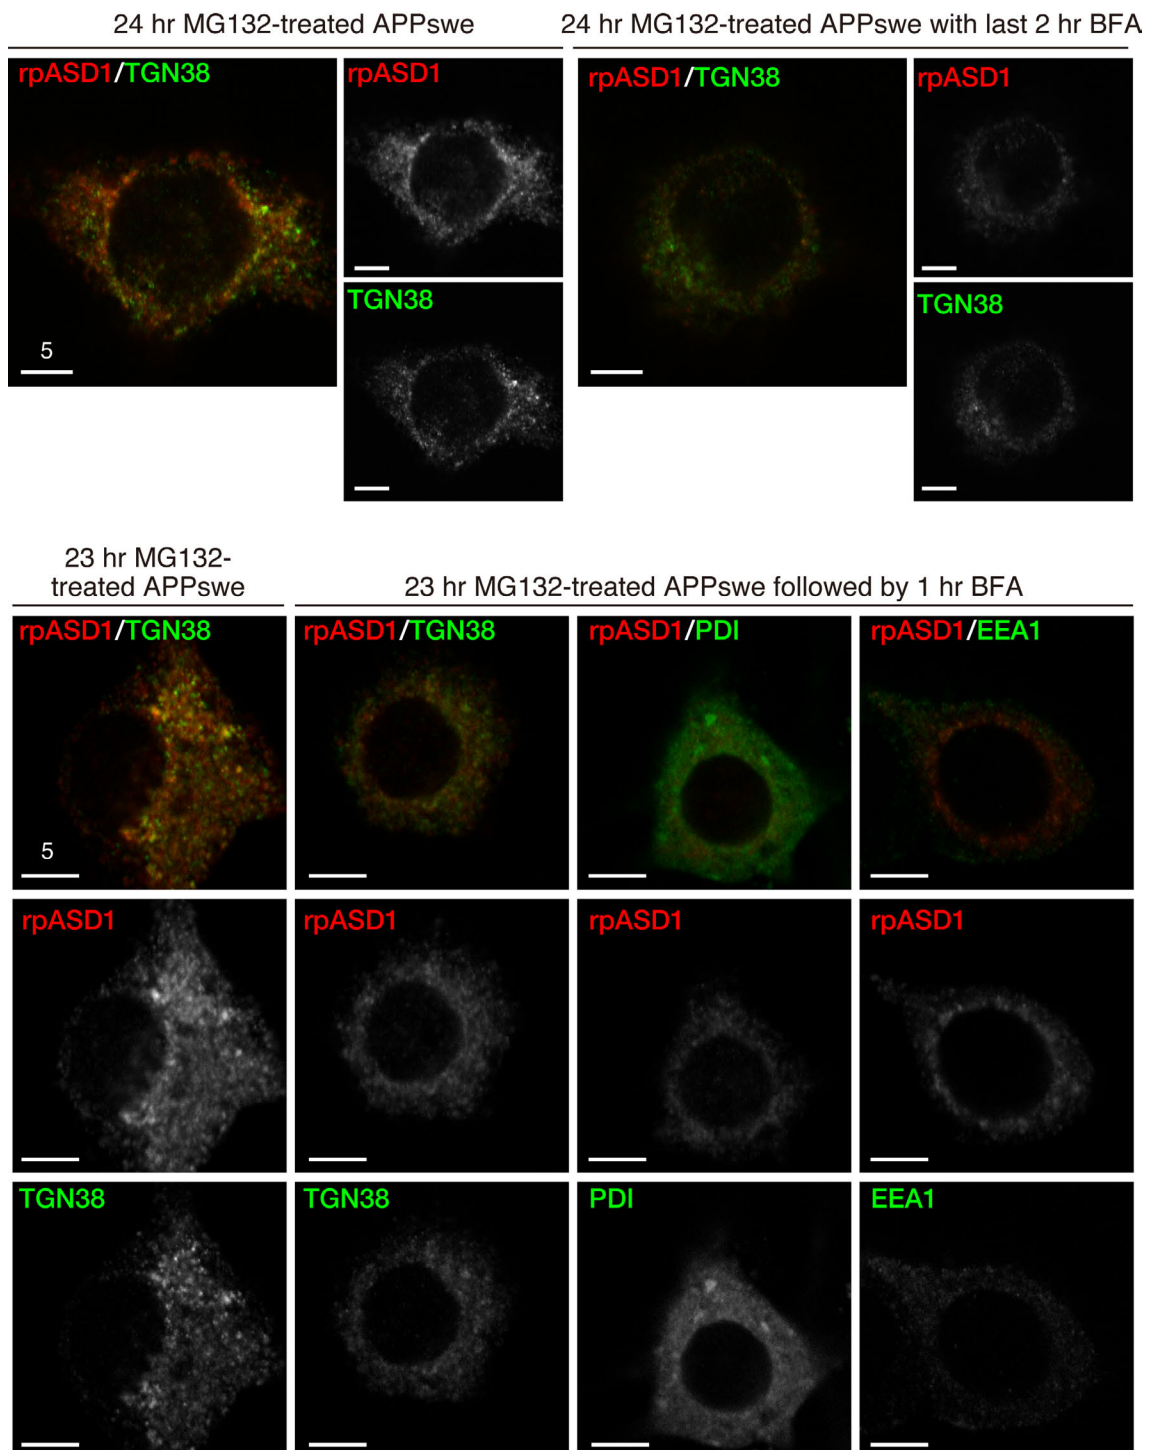 24 hr MG132-treated APPswe
24 hr MG132-treated APPswe with last 2 hr BFA
rpASD1/TGN38
rpASD1
rpASD1/TGN38
rpASD1
TGN38
TGN38
5
23 hr MG132-
treated APPswe
23 hr MG132-treated APPswe followed by 1 hr BFA
rpASD1/TGN38
rpASD1/TGN38
rpASD1/PDI
rpASD1/EEA1
5
rpASD1
rpASD1
rpASD1
rpASD1
TGN38
TGN38
PDI
EEA1